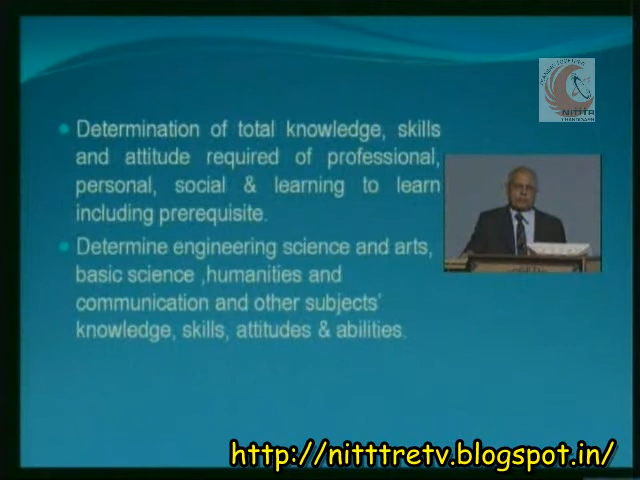 NITTTR
CHANDIGARH
Determination of total knowledge, skills
and attitude required of professional,
personal, social & learning to learn
including prerequisite.
Determine engineering science and arts,
basic science ,humanities and
communication and other subjects'
knowledge, skills, attitudes & abilities.
http://nitttretv.blogspot.in/